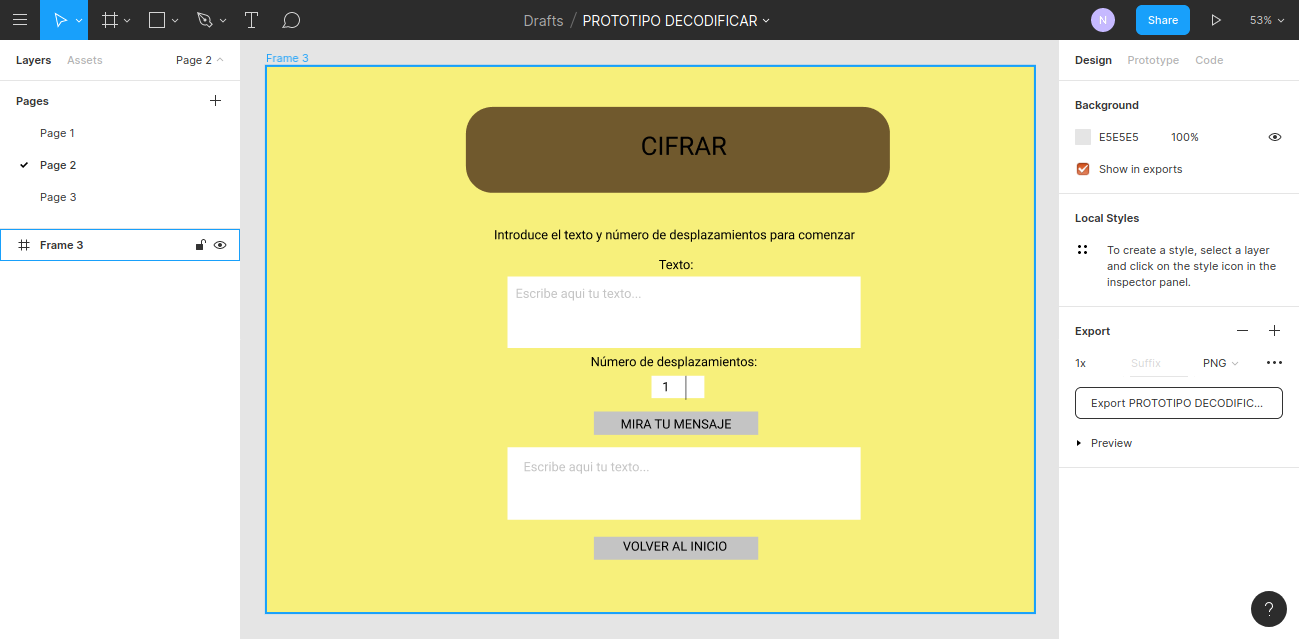 Drafts / PROTOTIPO DECODIFICAR
N
Share
53%
Layers
Assets
Page 2
Pages
Page 1
Page 2
Page 3
Frame 3
Frame 3
CIFRAR
Introduce el texto y número de desplazamientos para comenzar
Texto:
Escribe aqui tu texto...
Número de desplazamientos:
1
MIRA TU MENSAJE
Escribe aqui tu texto...
VOLVER AL INICIO
Design
Prototype
Code
Background
E5E5E5
100%
Show in exports
Local Styles
To create a style, select a layer
and click on the style icon in the
inspector panel.
Export
1x
Suffix
PNG
Export PROTOTIPO DECODIFIC...
Preview
?